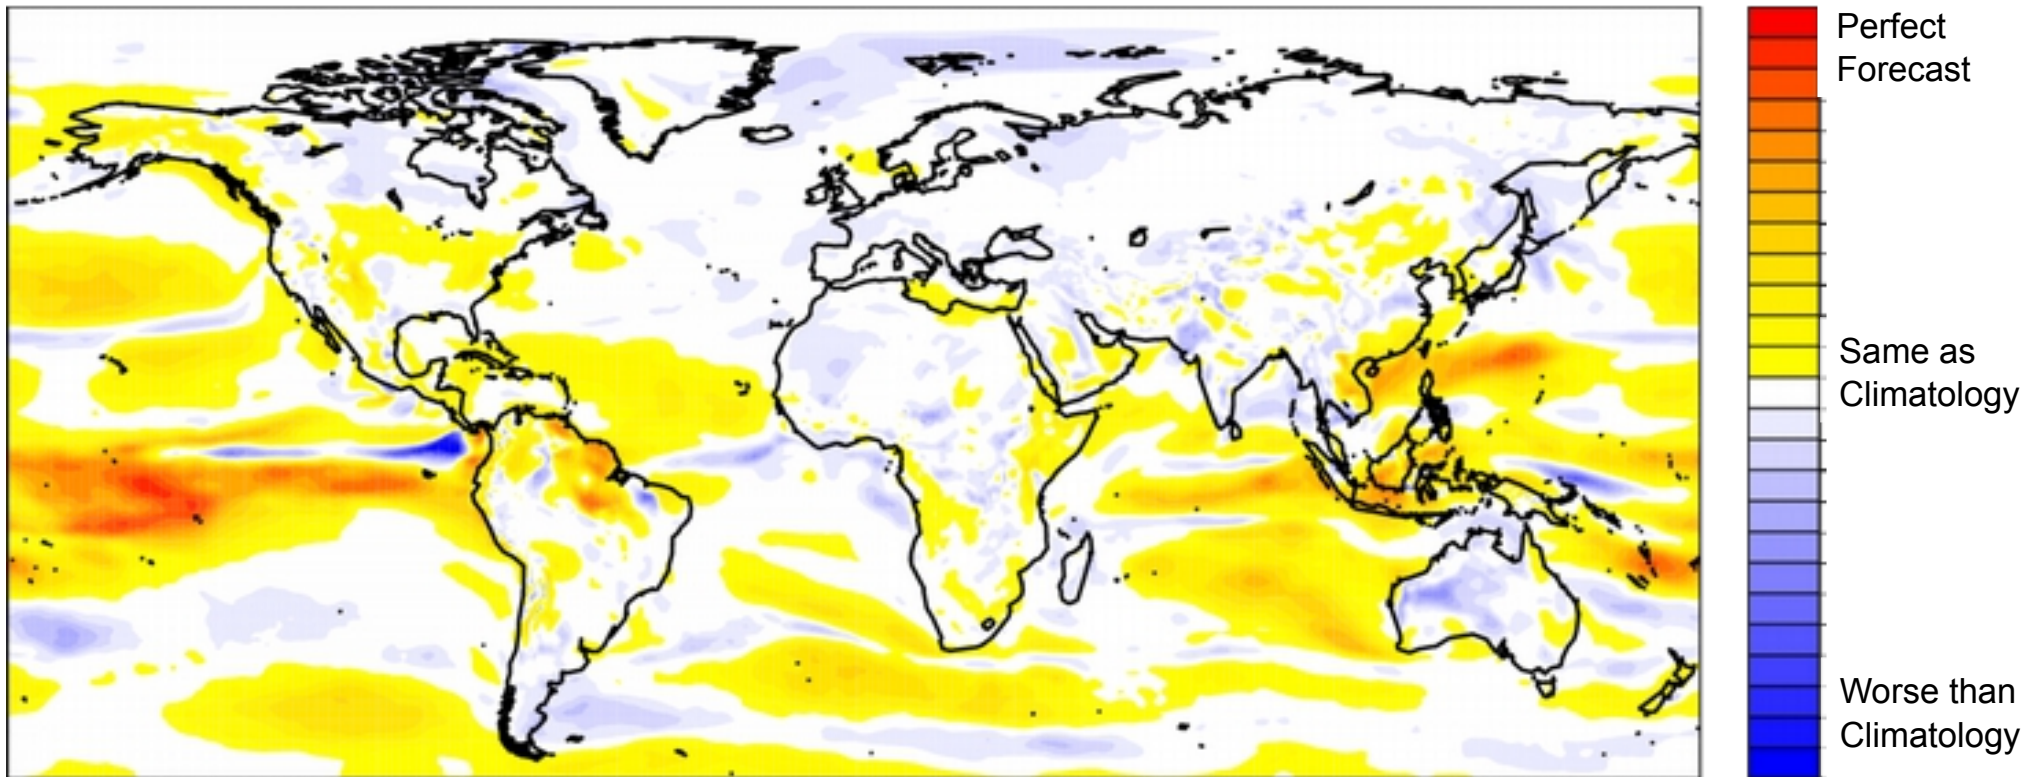 Perfect
Forecast
Same as
Climatology
Worse than
Climatology